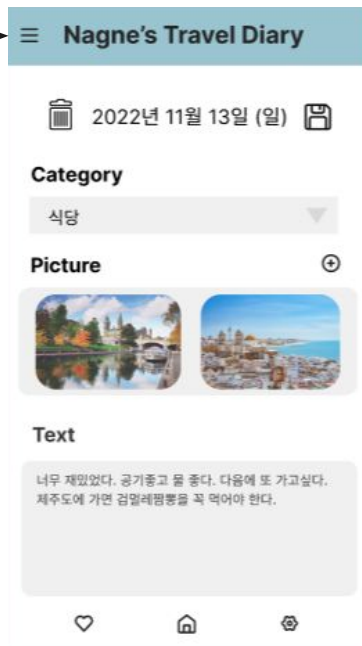 Nagne's Travel Diary
2022년 11월 13일 (일)
Category
식당
Picture
Text
너무 재밌었다. 공기좋고 물 좋다. 다음에 또 가고싶다.
제주도에 가면 검멀레짬뽕을 꼭 먹어야 한다.